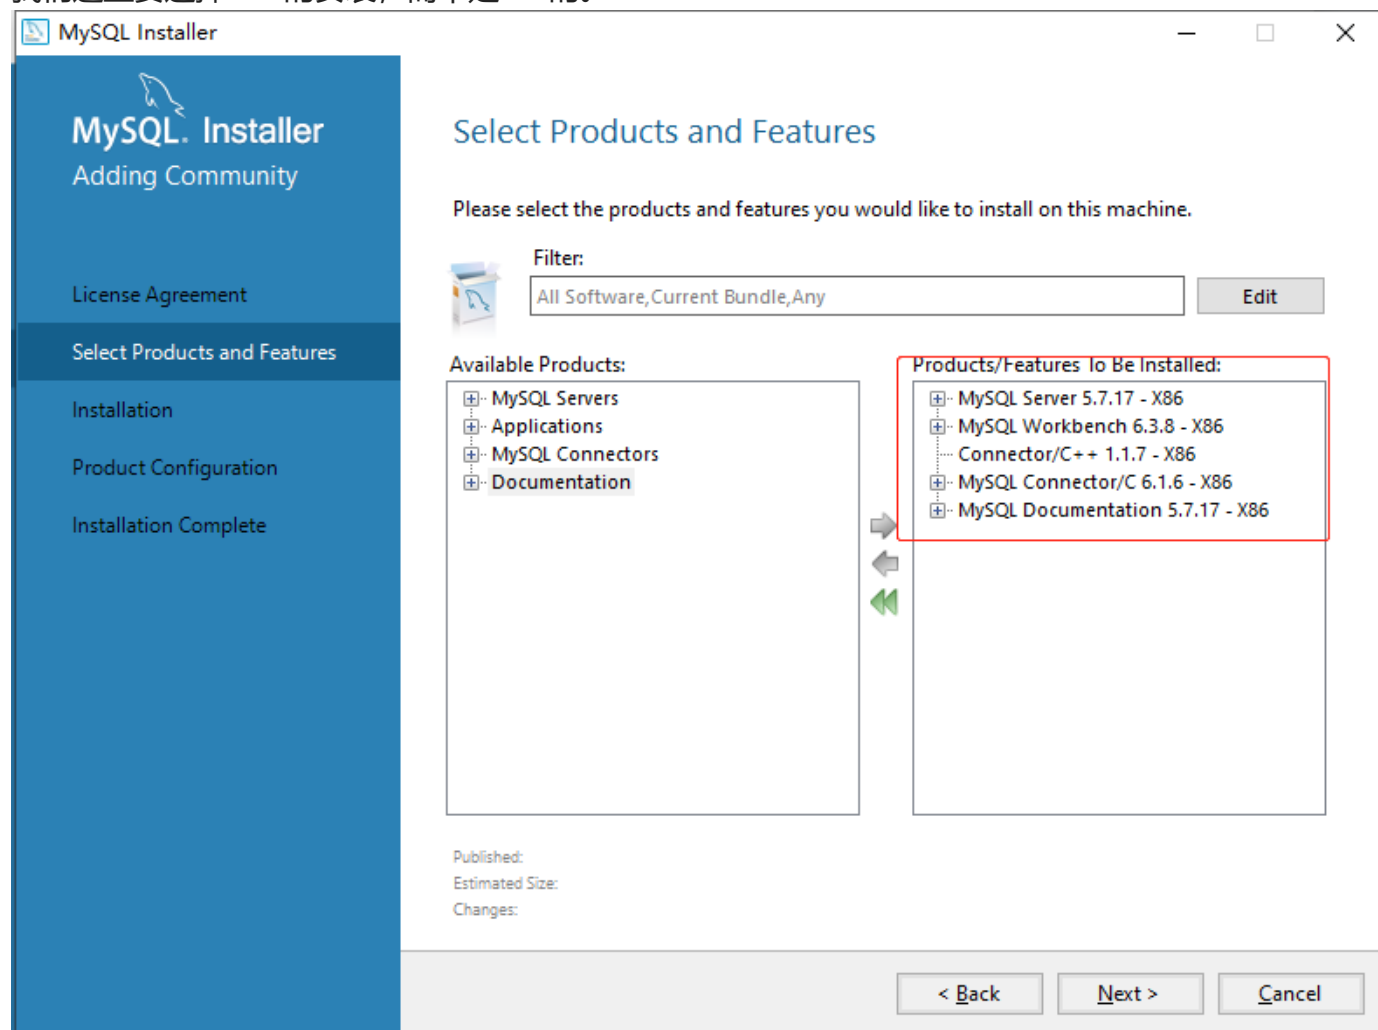 MySQL Installer
MySQL. Installer
Adding Community
License Agreement
Select Products and Features
Installation
Product Configuration
Installation Complete
Select Products and Features
Please select the products and features you would like to install on this machine.
Filter:
All Software,Current Bundle,Any
Edit
Available Products:
MySQL Servers
Applications
MySQL Connectors
Documentation
Products/Features To Be Installed:
MySQL Server 5.7.17 - X86
MySQL Workbench 6.3.8 - X86
Connector/C++ 1.1.7 - X86
MySQL Connector/C 6.1.6 - X86
MySQL Documentation 5.7.17 - X86
Published:
Estimated Size:
Changes:
< Back
Next >
Cancel